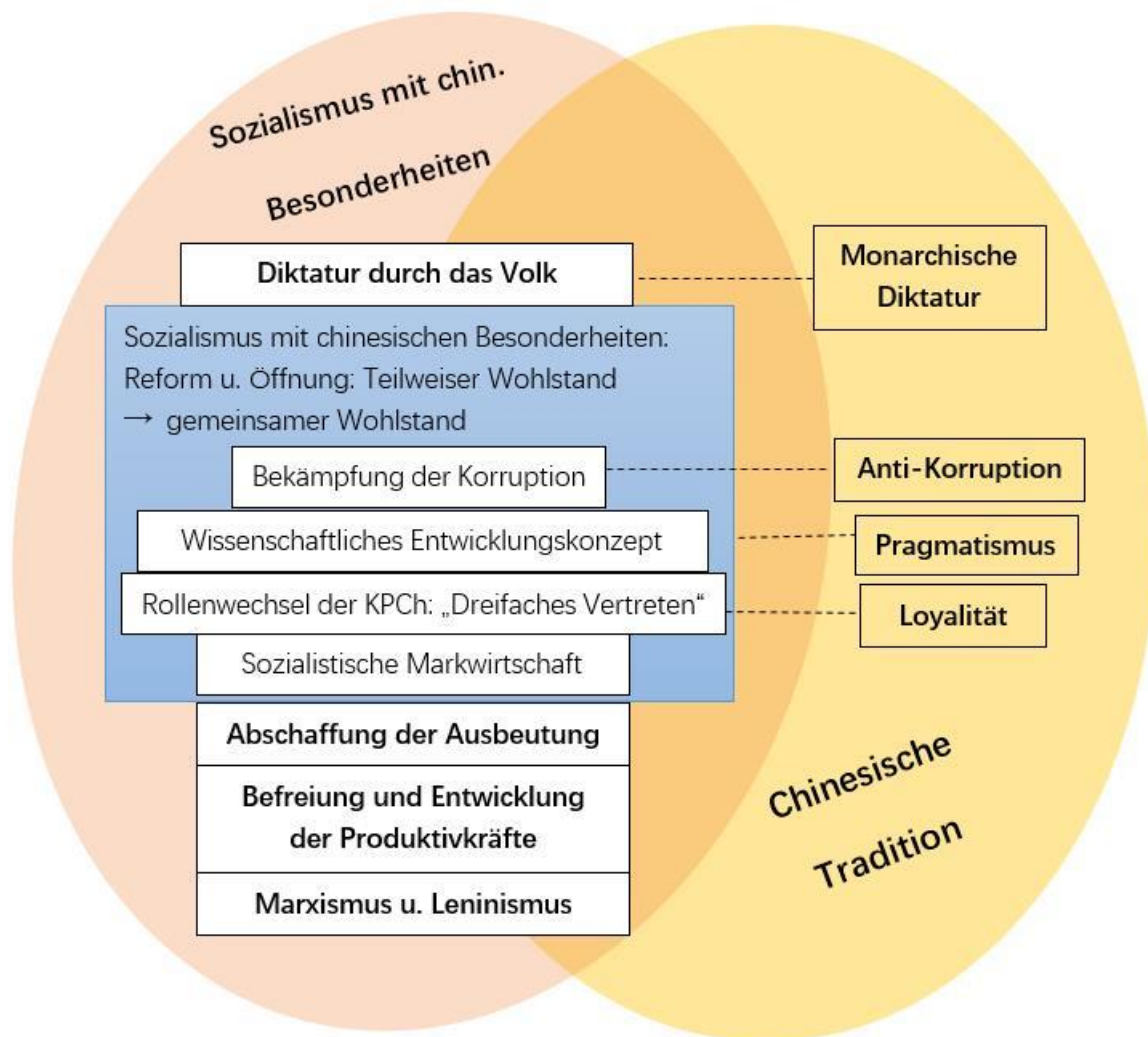 Sozialismus mit chin.
Besonderheiten
Diktatur durch das Volk
Monarchische
Diktatur
Sozialismus mit chinesischen Besonderheiten:
Reform u. Öffnung: Teilweiser Wohlstand
→ gemeinsamer Wohlstand
Bekämpfung der Korruption
Anti-Korruption
Wissenschaftliches Entwicklungskonzept
Pragmatismus
Rollenwechsel der KPCh: „Dreifaches Vertreten“
Loyalität
Sozialistische Markwirtschaft
Abschaffung der Ausbeutung
Befreiung und Entwicklung
der Produktivkräfte
Marxismus u. Leninismus
Chinesische
Tradition